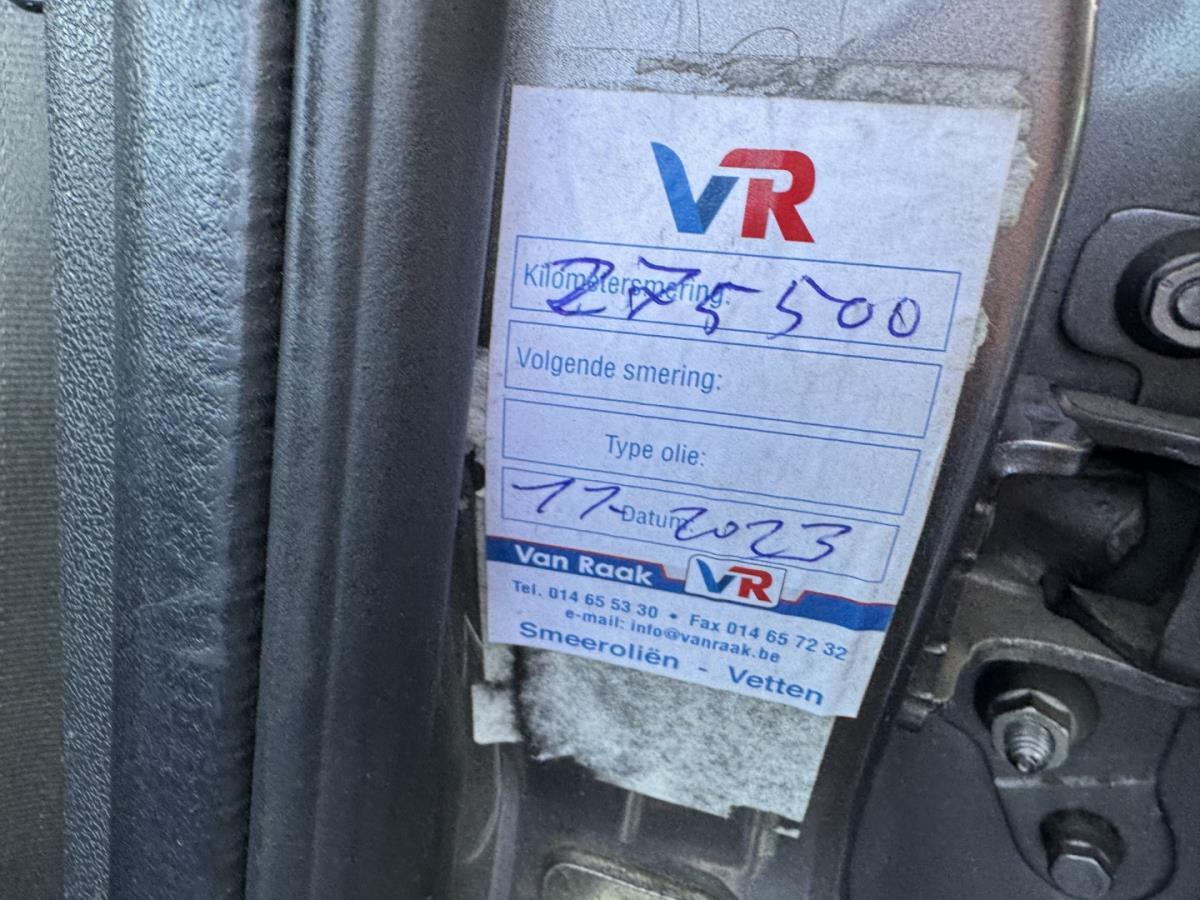 VR
Kilometersmering: 275500
Volgende smering:
Type olie:
Datum: 11-2023
Van Raak VR
Tel. 014 65 53 30 • Fax 014 65 72 32
e-mail: info@vanraak.be
Smeeroliën - Vetten